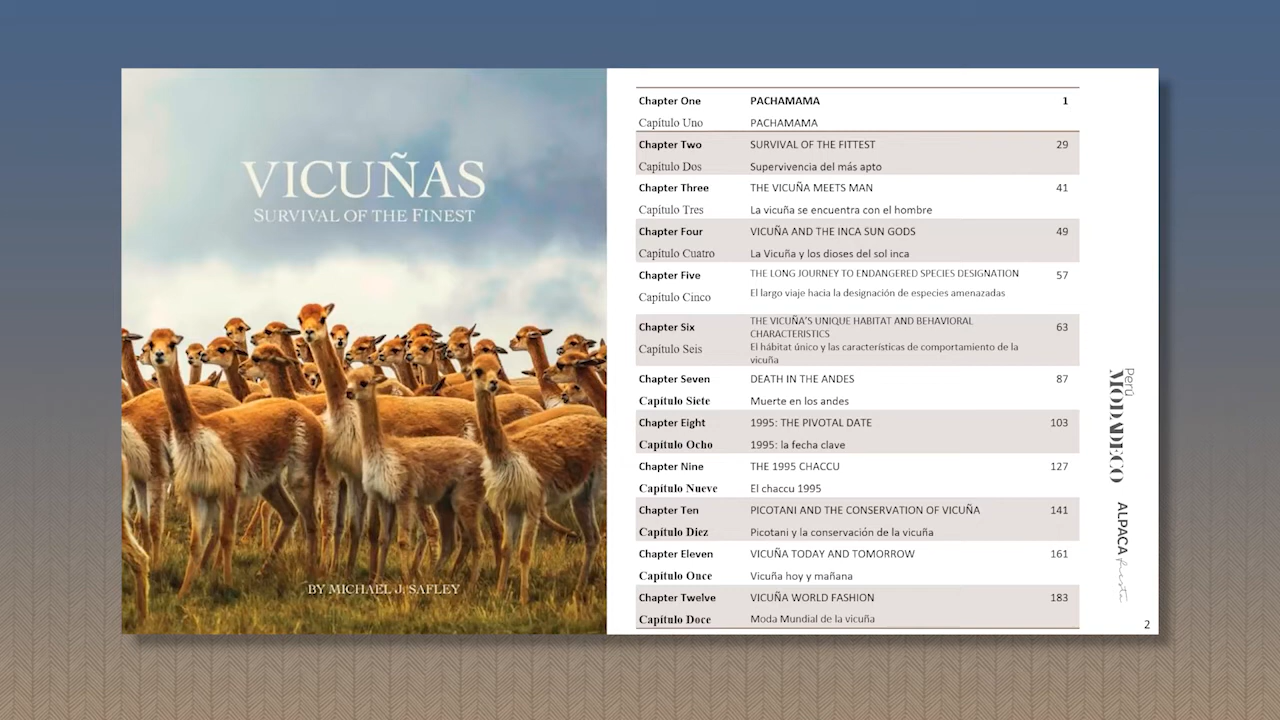 VICUÑAS
SURVIVAL OF THE FINEST
BY MICHAEL J. SAFLEY
Chapter One PACHAMAMA 1
Capítulo Uno PACHAMAMA
Chapter Two SURVIVAL OF THE FITTEST 29
Capítulo Dos Supervivencia del más apto
Chapter Three THE VICUÑA MEETS MAN 41
Capítulo Tres La vicuña se encuentra con el hombre
Chapter Four VICUÑA AND THE INCA SUN GODS 49
Capítulo Cuatro La Vicuña y los dioses del sol inca
Chapter Five THE LONG JOURNEY TO ENDANGERED SPECIES DESIGNATION 57
Capítulo Cinco El largo viaje hacia la designación de especies amenazadas
Chapter Six THE VICUÑA'S UNIQUE HABITAT AND BEHAVIORAL 63
CHARACTERISTICS
Capítulo Seis El hábitat único y las características de comportamiento de la
vicuña
Chapter Seven DEATH IN THE ANDES 87
Capítulo Siete Muerte en los andes
Chapter Eight 1995: THE PIVOTAL DATE 103
Capítulo Ocho 1995: la fecha clave
Chapter Nine THE 1995 CHACCU 127
Capítulo Nueve El chaccu 1995
Chapter Ten PICOTANI AND THE CONSERVATION OF VICUÑA 141
Capítulo Diez Picotani y la conservación de la vicuña
Chapter Eleven VICUÑA TODAY AND TOMORROW 161
Capítulo Once Vicuña hoy y mañana
Chapter Twelve VICUÑA WORLD FASHION 183
Capítulo Doce Moda Mundial de la vicuña
Perú
MODADECO
ALPACA fiesta
2